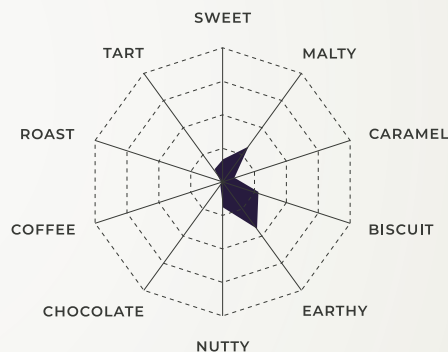 SWEET
MALTY
CARAMEL
BISCUIT
EARTHY
NUTTY
CHOCOLATE
COFFEE
ROAST
TART